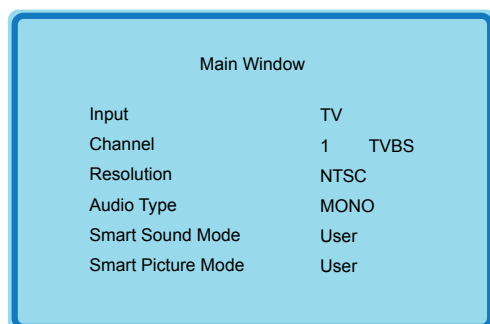 Main Window
Input TV
Channel 1 TVBS
Resolution NTSC
Audio Type MONO
Smart Sound Mode User
Smart Picture Mode User